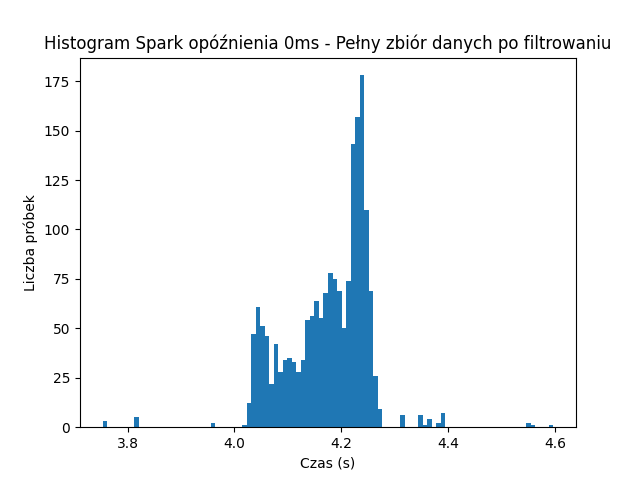 Histogram Spark opóźnienia 0ms - Pełny zbiór danych po filtrowaniu
175
150
125
100
75
50
25
0
Liczba próbek
3.8 4.0 4.2 4.4 4.6
Czas (s)